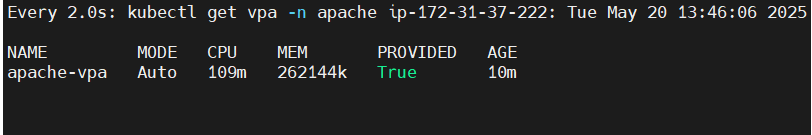 Every 2.0s: kubectl get vpa -n apache ip-172-31-37-222: Tue May 20 13:46:06 2025
NAME MODE CPU MEM PROVIDED AGE
apache-vpa Auto 109m 262144k True 10m